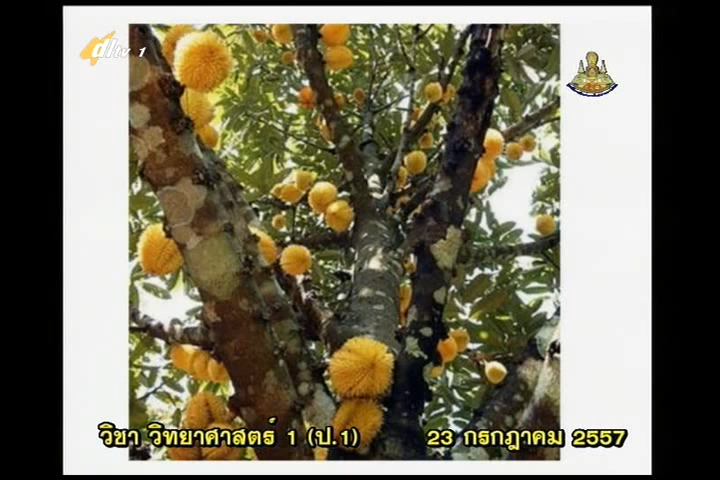 dltv 1
วิชา วิทยาศาสตร์ 1 (ป.1) 23 กรกฎาคม 2557